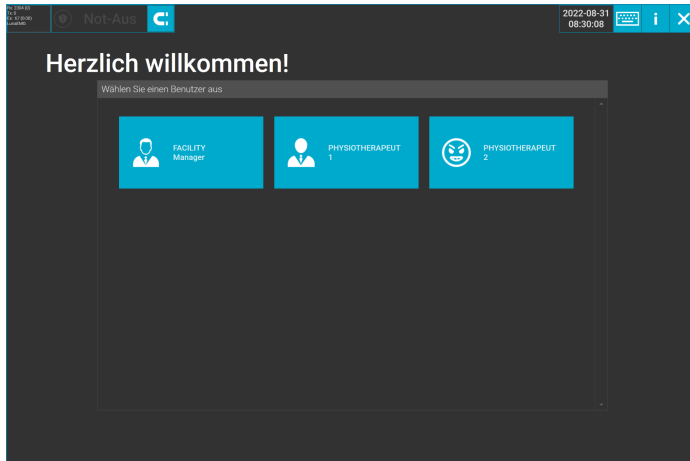 Not-Aus
2022-08-31
08:30:08
i
Herzlich willkommen!
Wählen Sie einen Benutzer aus
FACILITY
Manager
PHYSIOTHERAPEUT
1
PHYSIOTHERAPEUT
2